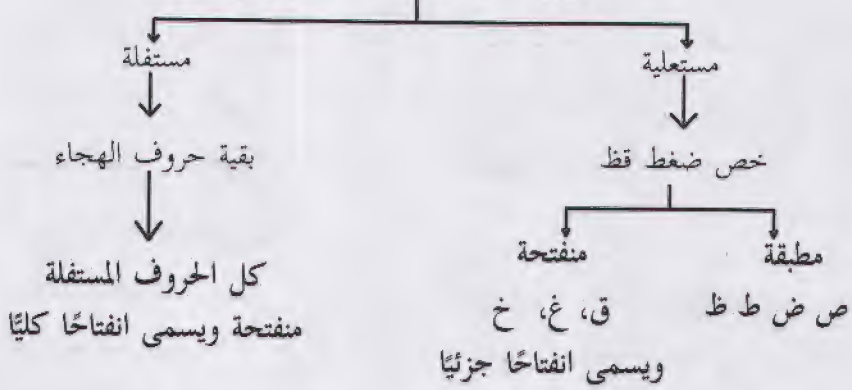 مستعلية
مستفلة
خص ضغط قظ
بقية حروف الهجاء
مطبقة
منفتحة
ص ض ط ظ
ق، غ، خ
ويسمى انفتاحًا جزئيًا
كل الحروف المستفلة
منفتحة ويسمى انفتاحًا كليًا